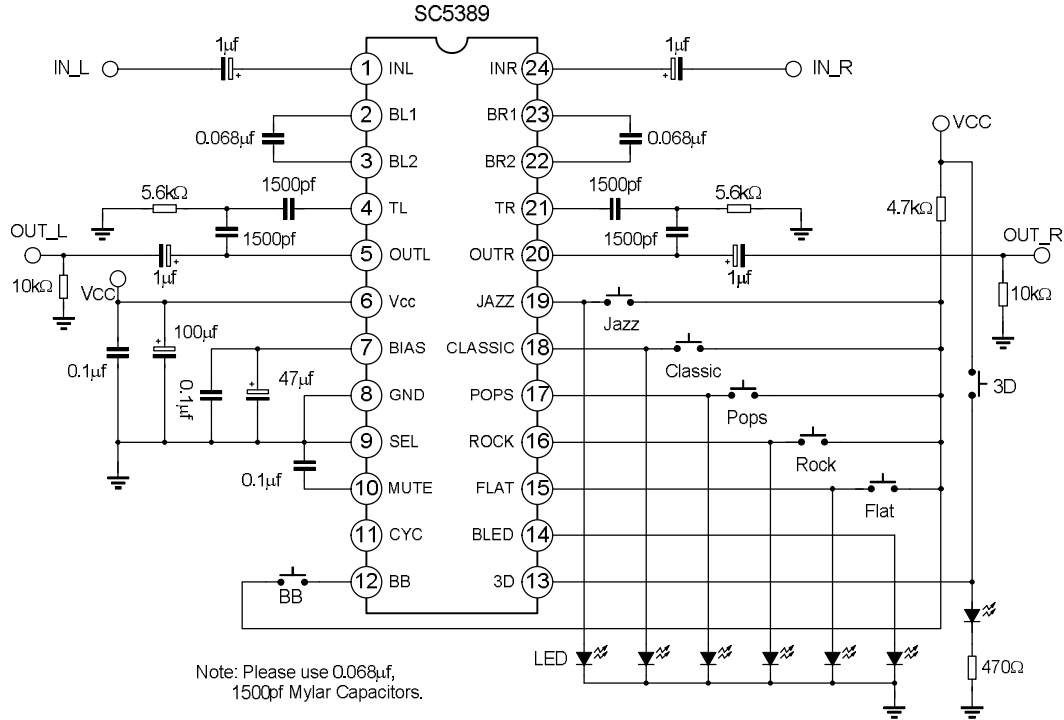 SC5389
1µf
1µf
IN_L
1
INL
INR
24
IN_R
2
BL1
BR1
23
0.068µf
0.068µf
VCC
3
BL2
BR2
22
1500pf
1500pf
5.6kΩ
5.6kΩ
4
TL
TR
21
4.7kΩ
OUT_L
1500pf
1500pf
OUT_R
5
OUTL
OUTR
20
1µf
1µf
10kΩ
VCC
10kΩ
6
Vcc
JAZZ
19
Jazz
100µf
7
BIAS
CLASSIC
18
Classic
0.1µf
0.1µf
47µf
3D
8
GND
POPS
17
Pops
9
SEL
ROCK
16
Rock
0.1µf
10
MUTE
FLAT
15
Flat
11
CYC
BLED
14
12
BB
3D
13
BB
LED
470Ω
Note: Please use 0.068µf,
1500pf Mylar Capacitors.